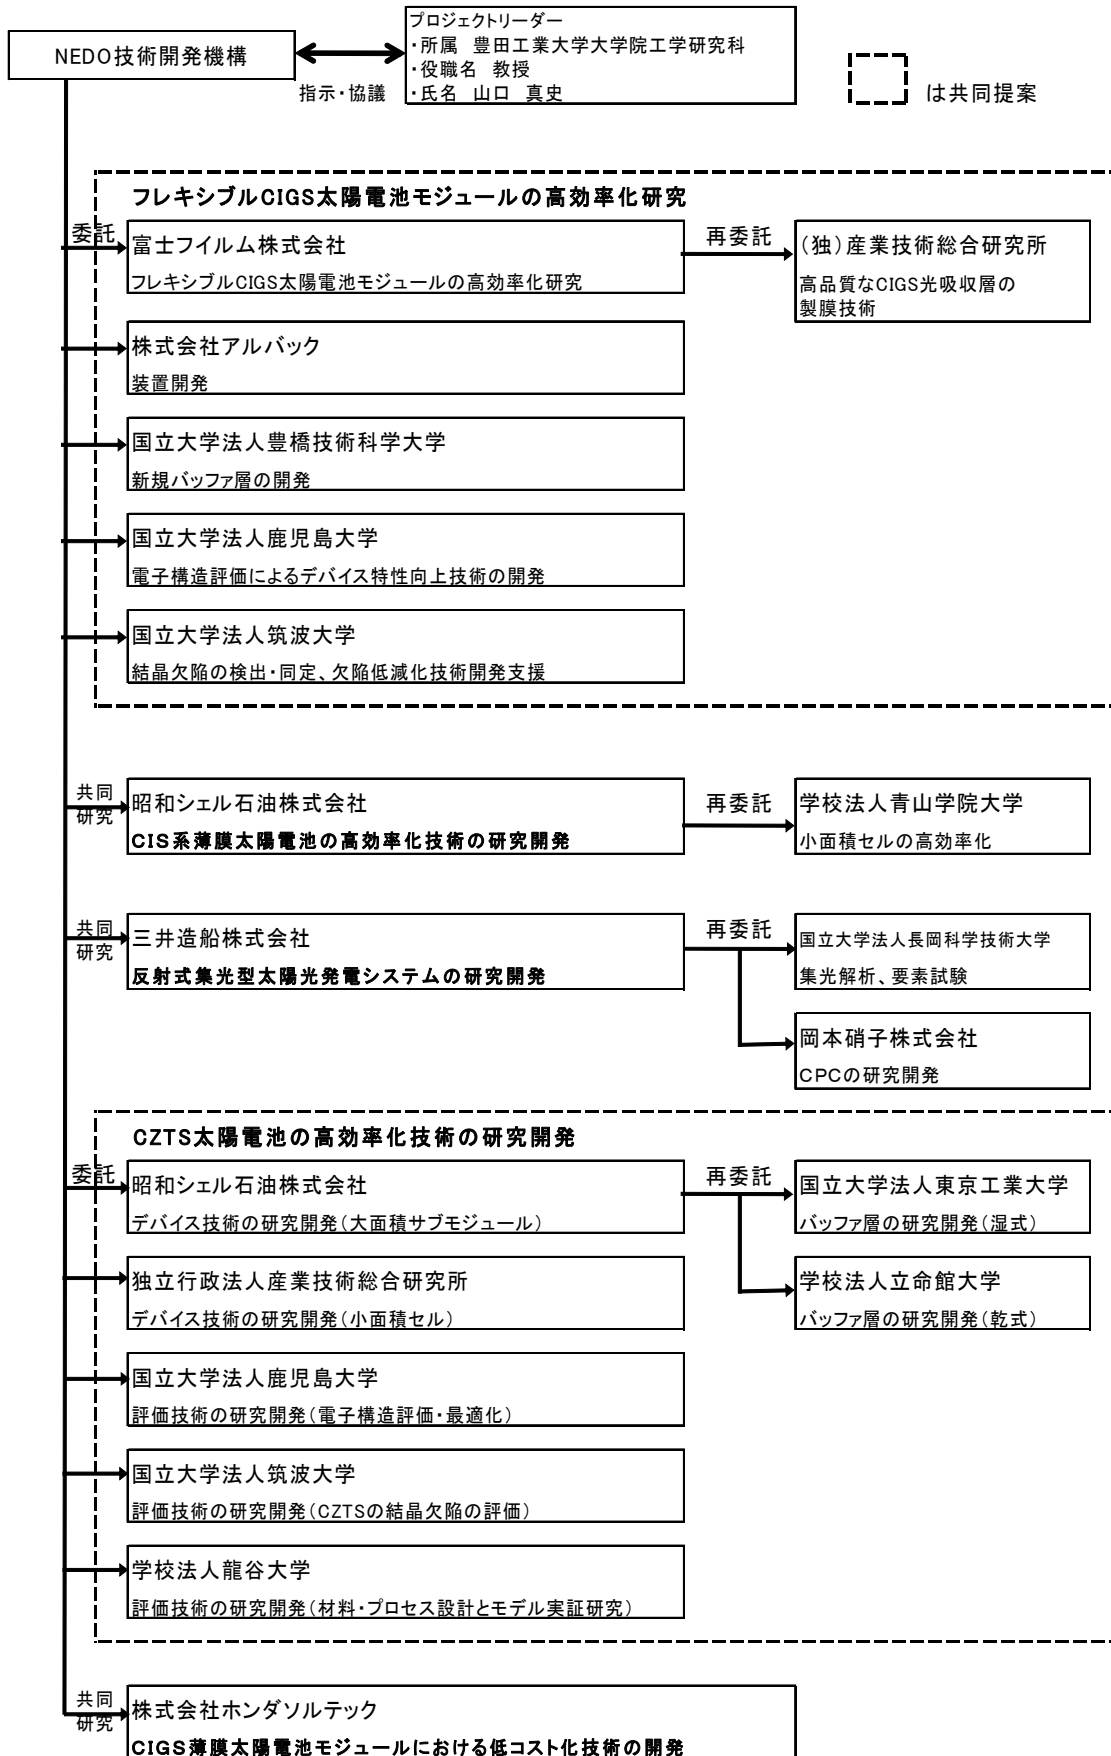 NEDO技術開発機構
指示・協議
プロジェクトリーダー
・所属 豊田工業大学大学院工学研究科
・役職名 教授
・氏名 山口 真史
は共同提案
フレキシブルCIGS太陽電池モジュールの高効率化研究
委託
富士フイルム株式会社
フレキシブルCIGS太陽電池モジュールの高効率化研究
再委託
(独)産業技術総合研究所
高品質なCIGS光吸収層の
製膜技術
株式会社アルバック
装置開発
国立大学法人豊橋技術科学大学
新規バッファ層の開発
国立大学法人鹿児島大学
電子構造評価によるデバイス特性向上技術の開発
国立大学法人筑波大学
結晶欠陥の検出・同定、欠陥低減化技術開発支援
共同
研究
昭和シェル石油株式会社
CIS系薄膜太陽電池の高効率化技術の研究開発
再委託
学校法人青山学院大学
小面積セルの高効率化
共同
研究
三井造船株式会社
反射式集光型太陽光発電システムの研究開発
再委託
国立大学法人長岡科学技術大学
集光解析、要素試験
岡本硝子株式会社
CPCの研究開発
CZTS太陽電池の高効率化技術の研究開発
委託
昭和シェル石油株式会社
デバイス技術の研究開発(大面積サブモジュール)
再委託
国立大学法人東京工業大学
バッファ層の研究開発(湿式)
独立行政法人産業技術総合研究所
デバイス技術の研究開発(小面積セル)
学校法人立命館大学
バッファ層の研究開発(乾式)
国立大学法人鹿児島大学
評価技術の研究開発(電子構造評価・最適化)
国立大学法人筑波大学
評価技術の研究開発(CZTSの結晶欠陥の評価)
学校法人龍谷大学
評価技術の研究開発(材料・プロセス設計とモデル実証研究)
共同
研究
株式会社ホンダソルテック
CIGS薄膜太陽電池モジュールにおける低コスト化技術の開発